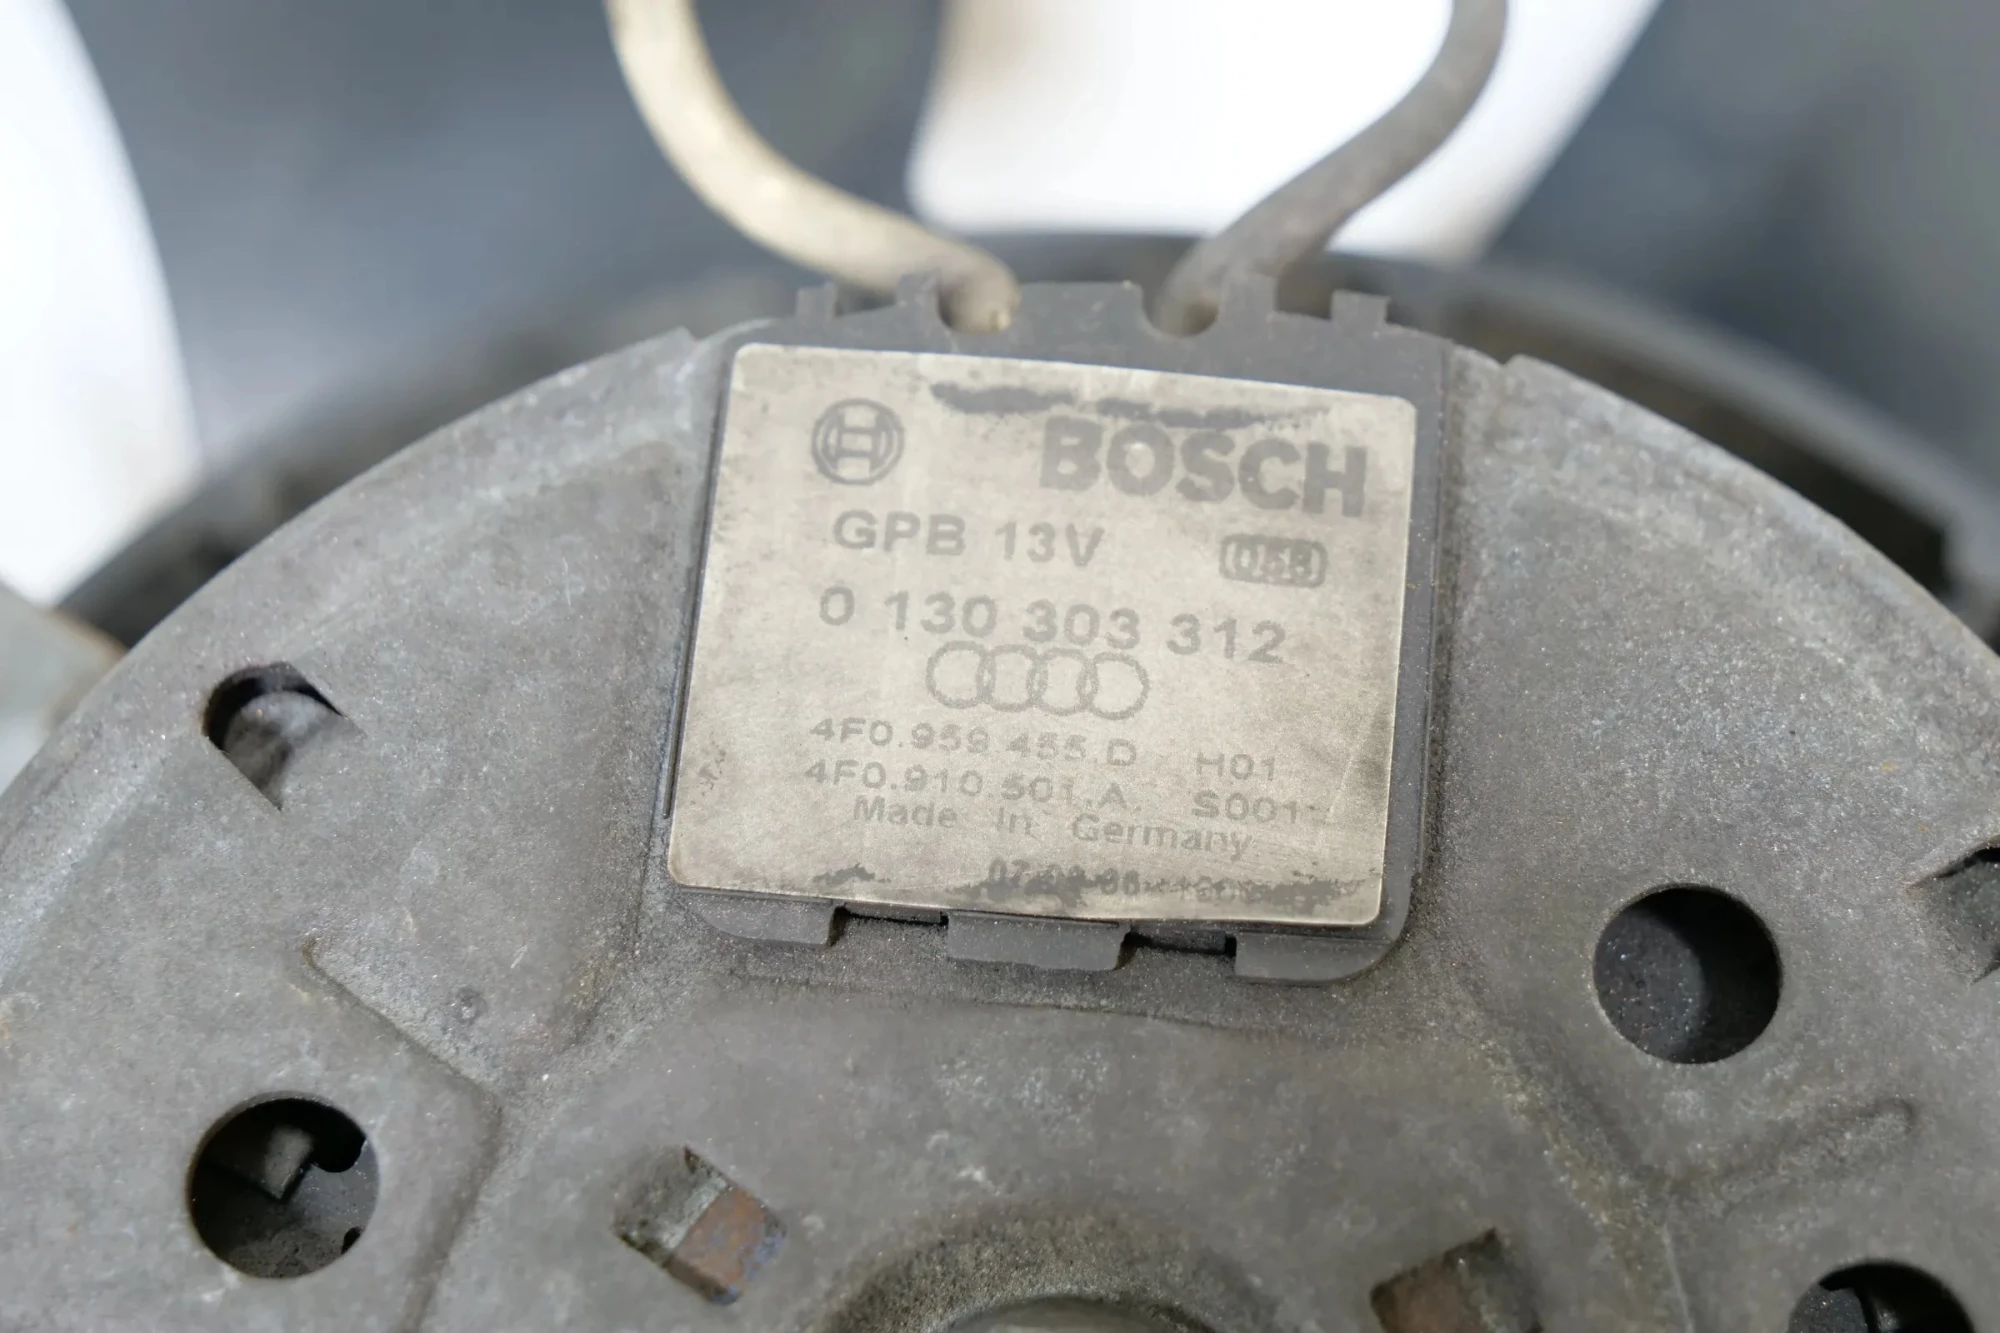 BOSCH
GPB 13V
0 130 303 312
4F0.959.455.D H01
4F0.910.501.A. S001
Made in Germany